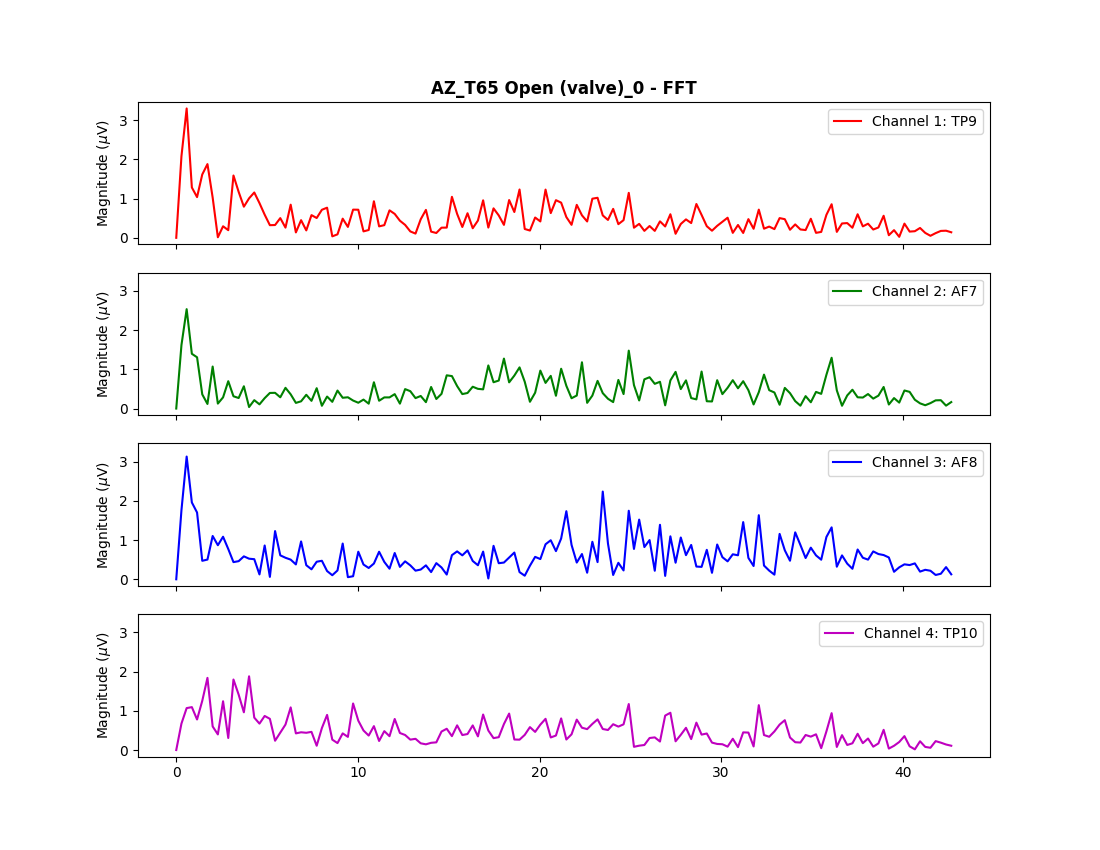 AZ_T65 Open (valve)_0 - FFT
Channel 1: TP9
Magnitude (μV)
3
2
1
0
Channel 2: AF7
Magnitude (μV)
3
2
1
0
Channel 3: AF8
Magnitude (μV)
3
2
1
0
Channel 4: TP10
Magnitude (μV)
3
2
1
0
0 10 20 30 40